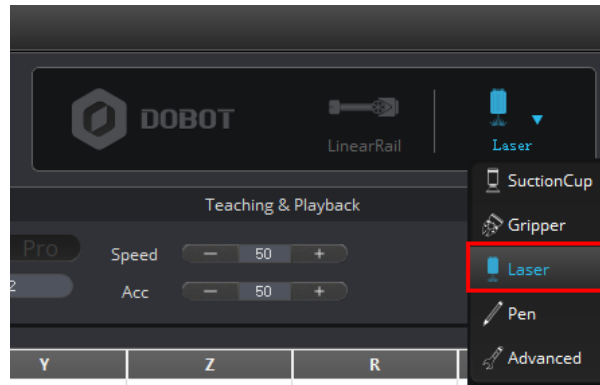 DOBOT
LinearRail
Laser
SuctionCup
Teaching & Playback
Gripper
Pro
Speed
—
50
+
Laser
2
Acc
—
50
+
Pen
Advanced
Y
Z
R